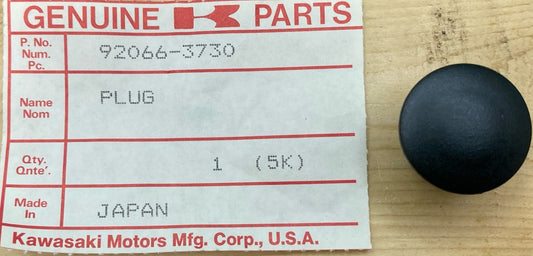 GENUINE K PARTS
P. No.
Num.
Pc.
92066-3730
Name
Nom
PLUG
Qty.
Qnte'.
1 (5K)
Made
In
JAPAN
Kawasaki Motors Mfg. Corp., U.S.A.